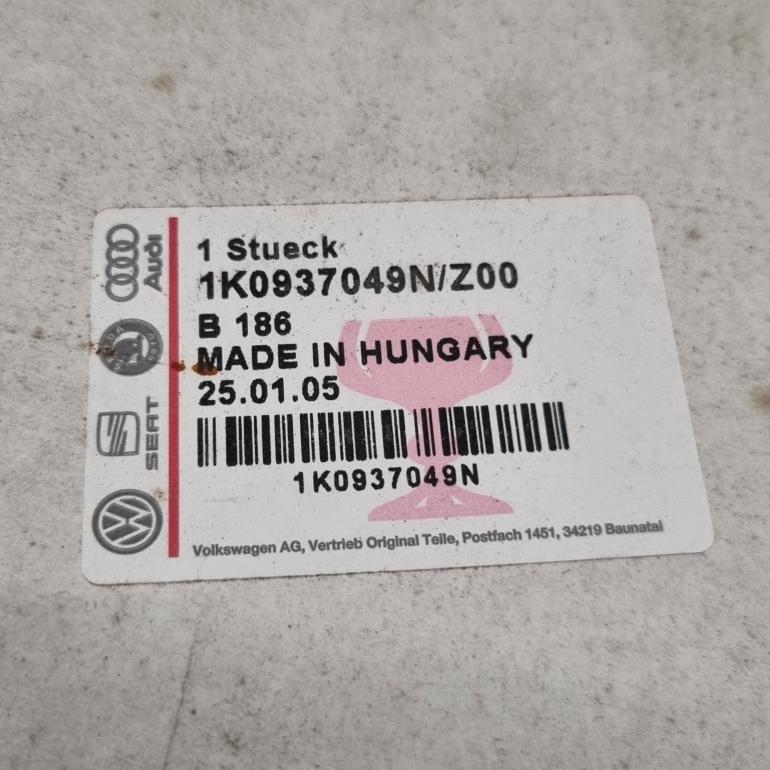 1 Stueck
1K0937049N/Z00
B 186
MADE IN HUNGARY
25.01.05
1K0937049N
Volkswagen AG, Vertrieb Original Teile, Postfach 1451, 34219 Baunatal
Audi
SEAT